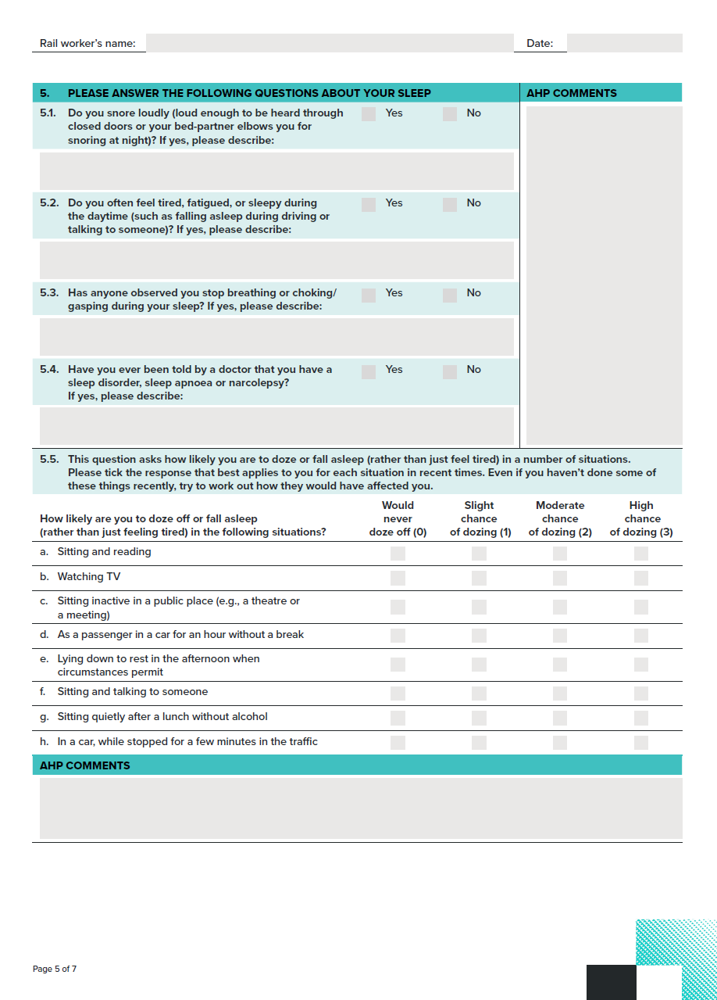 Rail worker's name:
Date:
5. PLEASE ANSWER THE FOLLOWING QUESTIONS ABOUT YOUR SLEEP
AHP COMMENTS
5.1. Do you snore loudly (loud enough to be heard through
closed doors or your bed-partner elbows you for
snoring at night)? If yes, please describe:
Yes
No
5.2. Do you often feel tired, fatigued, or sleepy during
the daytime (such as falling asleep during driving or
talking to someone)? If yes, please describe:
Yes
No
5.3. Has anyone observed you stop breathing or choking/
gasping during your sleep? If yes, please describe:
Yes
No
5.4. Have you ever been told by a doctor that you have a
sleep disorder, sleep apnoea or narcolepsy?
If yes, please describe:
Yes
No
5.5. This question asks how likely you are to doze or fall asleep (rather than just feel tired) in a number of situations.
Please tick the response that best applies to you for each situation in recent times. Even if you haven't done some of
these things recently, try to work out how they would have affected you.
How likely are you to doze off or fall asleep
(rather than just feeling tired) in the following situations?
Would
never
doze off (0)
Slight
chance
of dozing (1)
Moderate
chance
of dozing (2)
High
chance
of dozing (3)
a. Sitting and reading
b. Watching TV
c. Sitting inactive in a public place (e.g., a theatre or
a meeting)
d. As a passenger in a car for an hour without a break
e. Lying down to rest in the afternoon when
circumstances permit
f. Sitting and talking to someone
g. Sitting quietly after a lunch without alcohol
h. In a car, while stopped for a few minutes in the traffic
AHP COMMENTS
Page 5 of 7